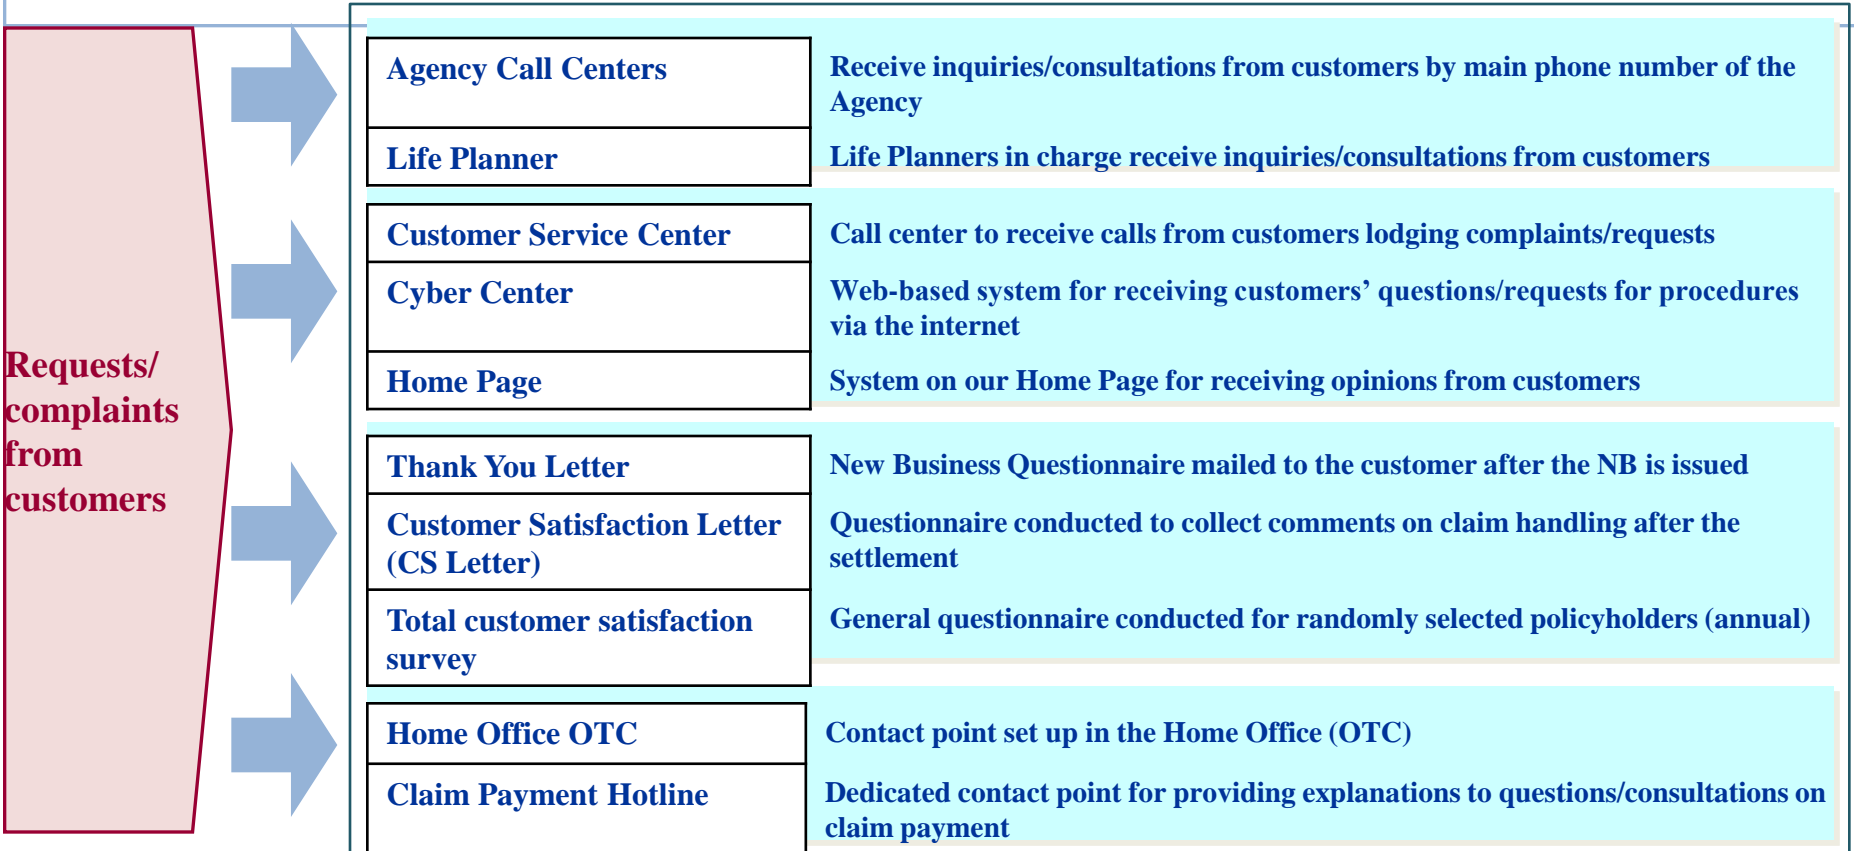 Requests/
complaints
from
customers
Agency Call Centers
Receive inquiries/consultations from customers by main phone number of the
Agency
Life Planner
Life Planners in charge receive inquiries/consultations from customers
Customer Service Center
Call center to receive calls from customers lodging complaints/requests
Cyber Center
Web-based system for receiving customers’ questions/requests for procedures
via the internet
Home Page
System on our Home Page for receiving opinions from customers
Thank You Letter
New Business Questionnaire mailed to the customer after the NB is issued
Customer Satisfaction Letter
(CS Letter)
Questionnaire conducted to collect comments on claim handling after the
settlement
Total customer satisfaction
survey
General questionnaire conducted for randomly selected policyholders (annual)
Home Office OTC
Contact point set up in the Home Office (OTC)
Claim Payment Hotline
Dedicated contact point for providing explanations to questions/consultations on
claim payment